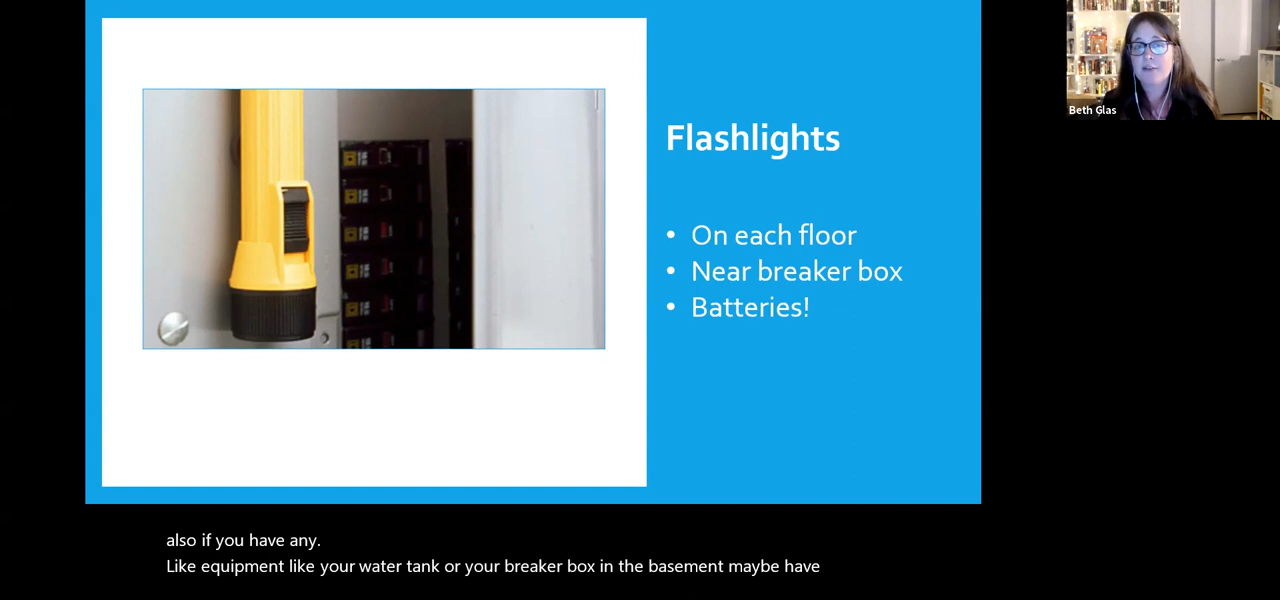 Flashlights
• On each floor
• Near breaker box
• Batteries!
Beth Glas
also if you have any.
Like equipment like your water tank or your breaker box in the basement maybe have